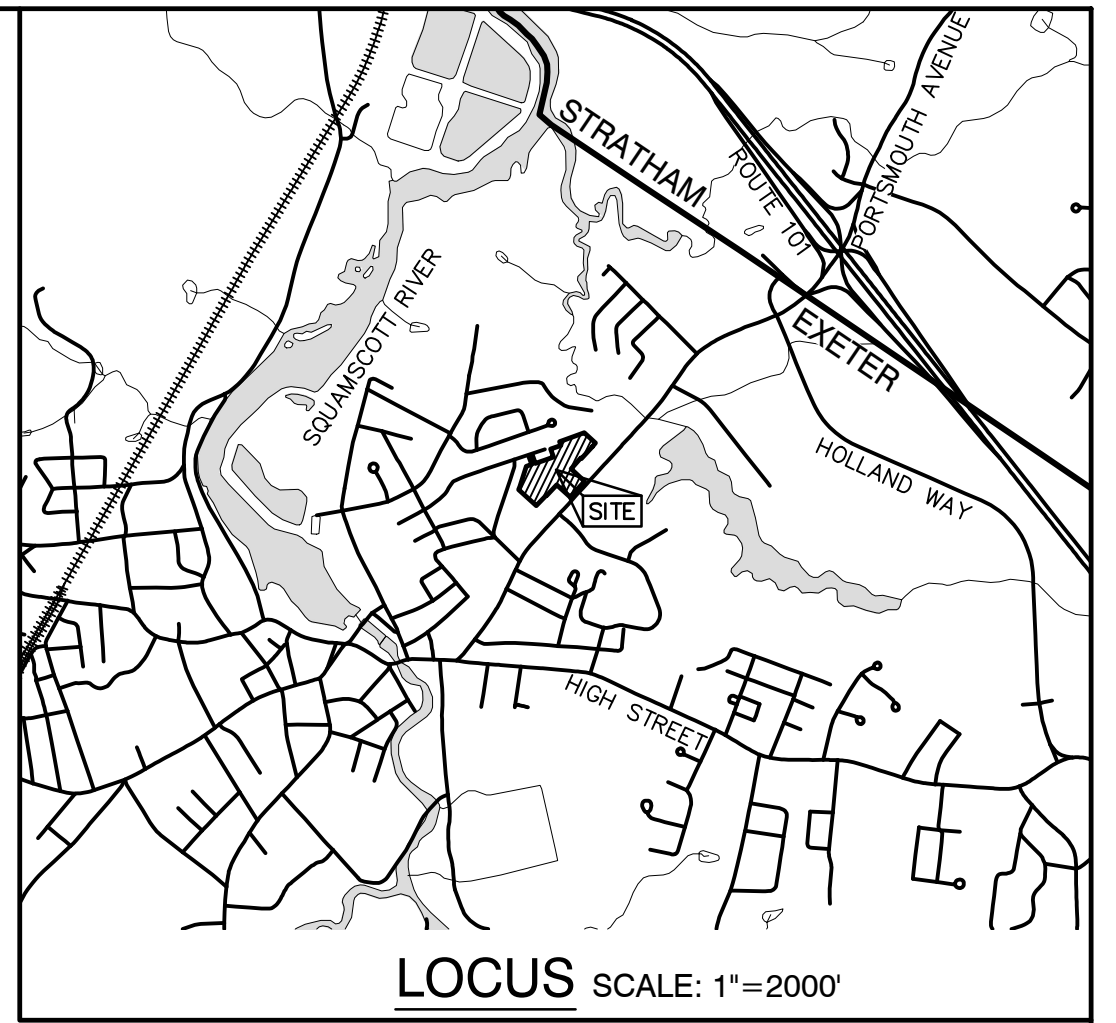 STRATHAM
ROUTE 101
PORTSMOUTH AVENUE
SQUAMSCOTT RIVER
EXETER
HOLLAND WAY
SITE
HIGH STREET
LOCUS SCALE: 1"=2000'